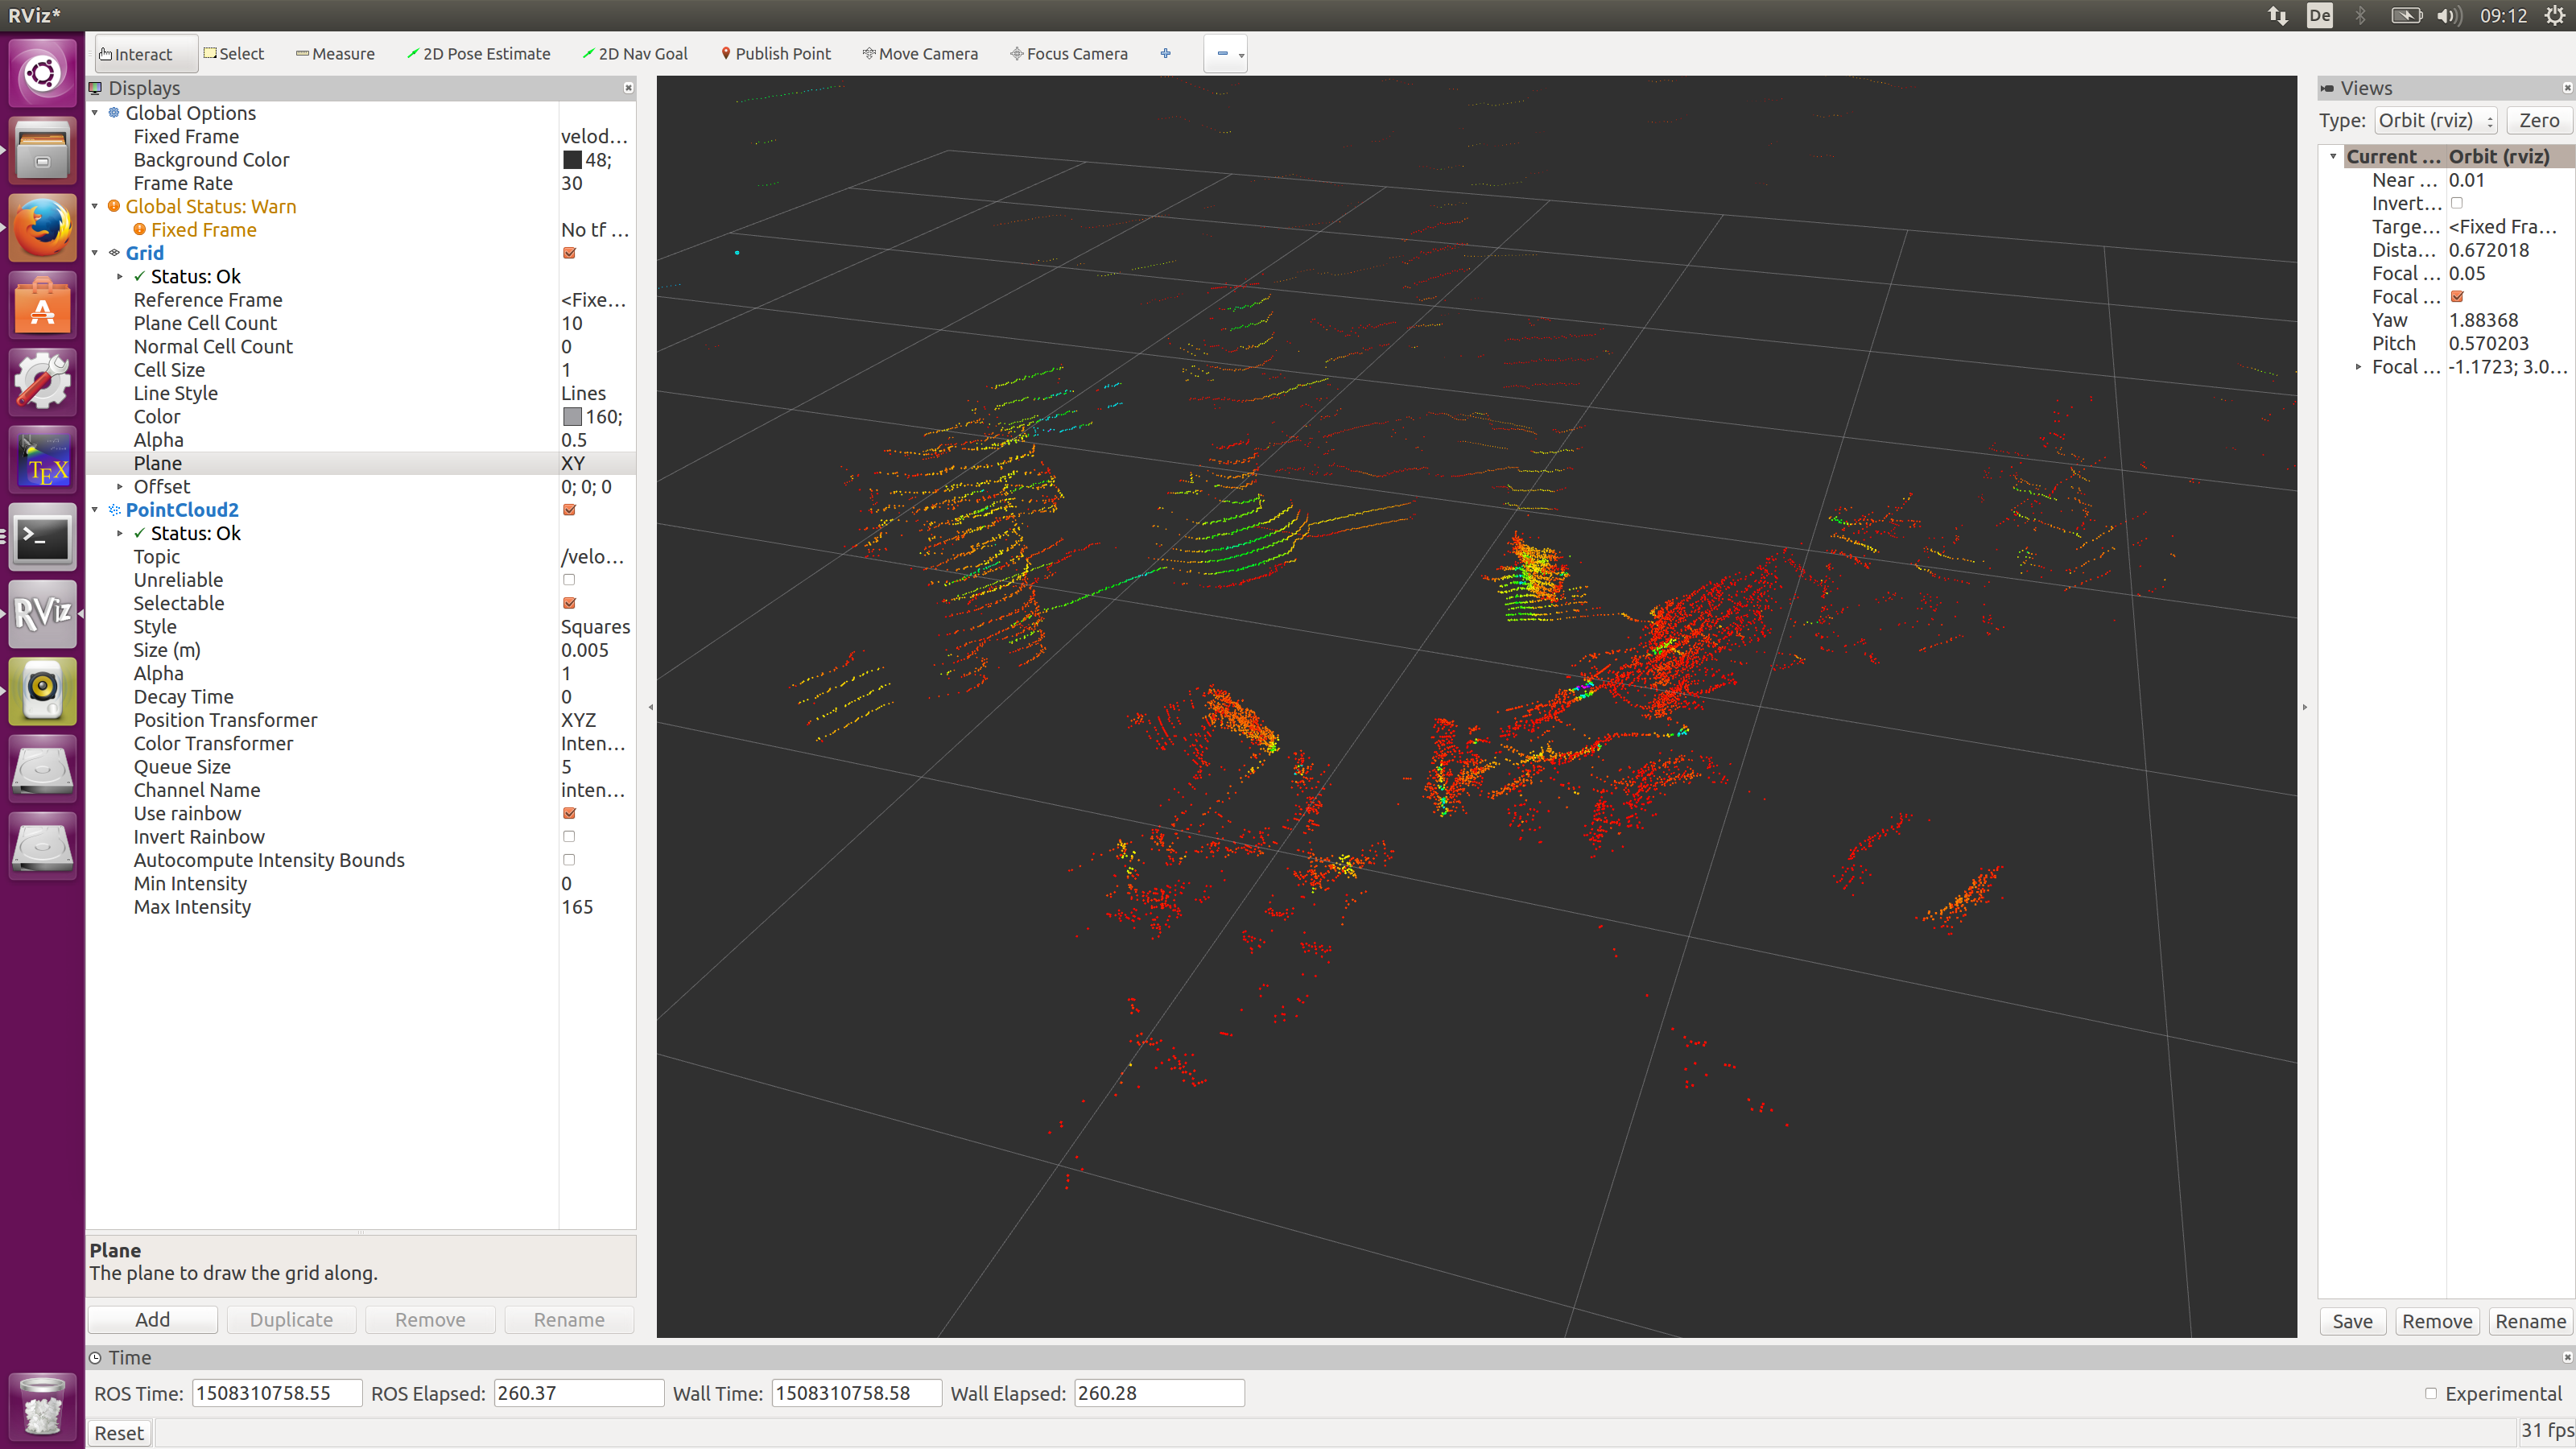 RViz*
De
09:12
Interact Select Measure 2D Pose Estimate 2D Nav Goal Publish Point Move Camera Focus Camera
Displays
Global Options
Fixed Frame velod...
Background Color 48;
Frame Rate 30
Global Status: Warn
Fixed Frame No tf ...
Grid
Status: Ok
Reference Frame <Fixe...
Plane Cell Count 10
Normal Cell Count 0
Cell Size 1
Line Style Lines
Color 160;
Alpha 0.5
Plane XY
Offset 0; 0; 0
PointCloud2
Status: Ok
Topic /velo...
Unreliable
Selectable
Style Squares
Size (m) 0.005
Alpha 1
Decay Time 0
Position Transformer XYZ
Color Transformer Inten...
Queue Size 5
Channel Name inten...
Use rainbow
Invert Rainbow
Autocompute Intensity Bounds
Min Intensity 0
Max Intensity 165
Plane
The plane to draw the grid along.
Add Duplicate Remove Rename
Views
Type: Orbit (rviz) Zero
Current ... Orbit (rviz)
Near ... 0.01
Invert...
Targe... <Fixed Fra...
Dista... 0.672018
Focal ... 0.05
Focal ...
Yaw 1.88368
Pitch 0.570203
Focal ... -1.1723; 3.0...
Save Remove Rename
Time
ROS Time: 1508310758.55 ROS Elapsed: 260.37 Wall Time: 1508310758.58 Wall Elapsed: 260.28 Experimental
Reset
31 fps
TEX
RViz